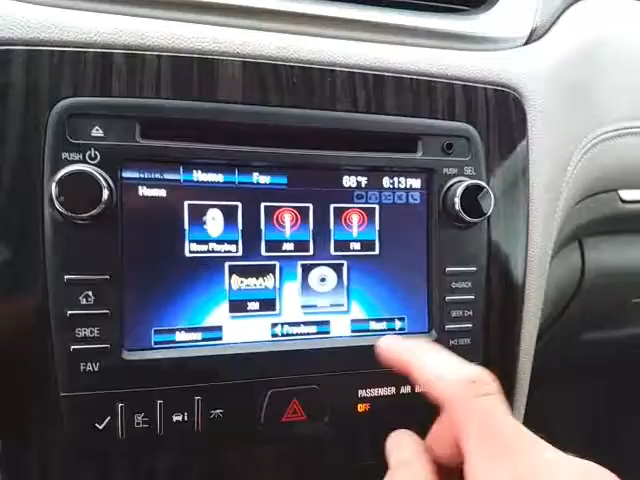 PUSH
PUSH SEL
Back Home Fav
68°F 6:13PM
Home
Now Playing AM FM
XM
Menu Previous Next
SRCE
FAV
BACK
SEEK
SEEK
PASSENGER AIR
OFF